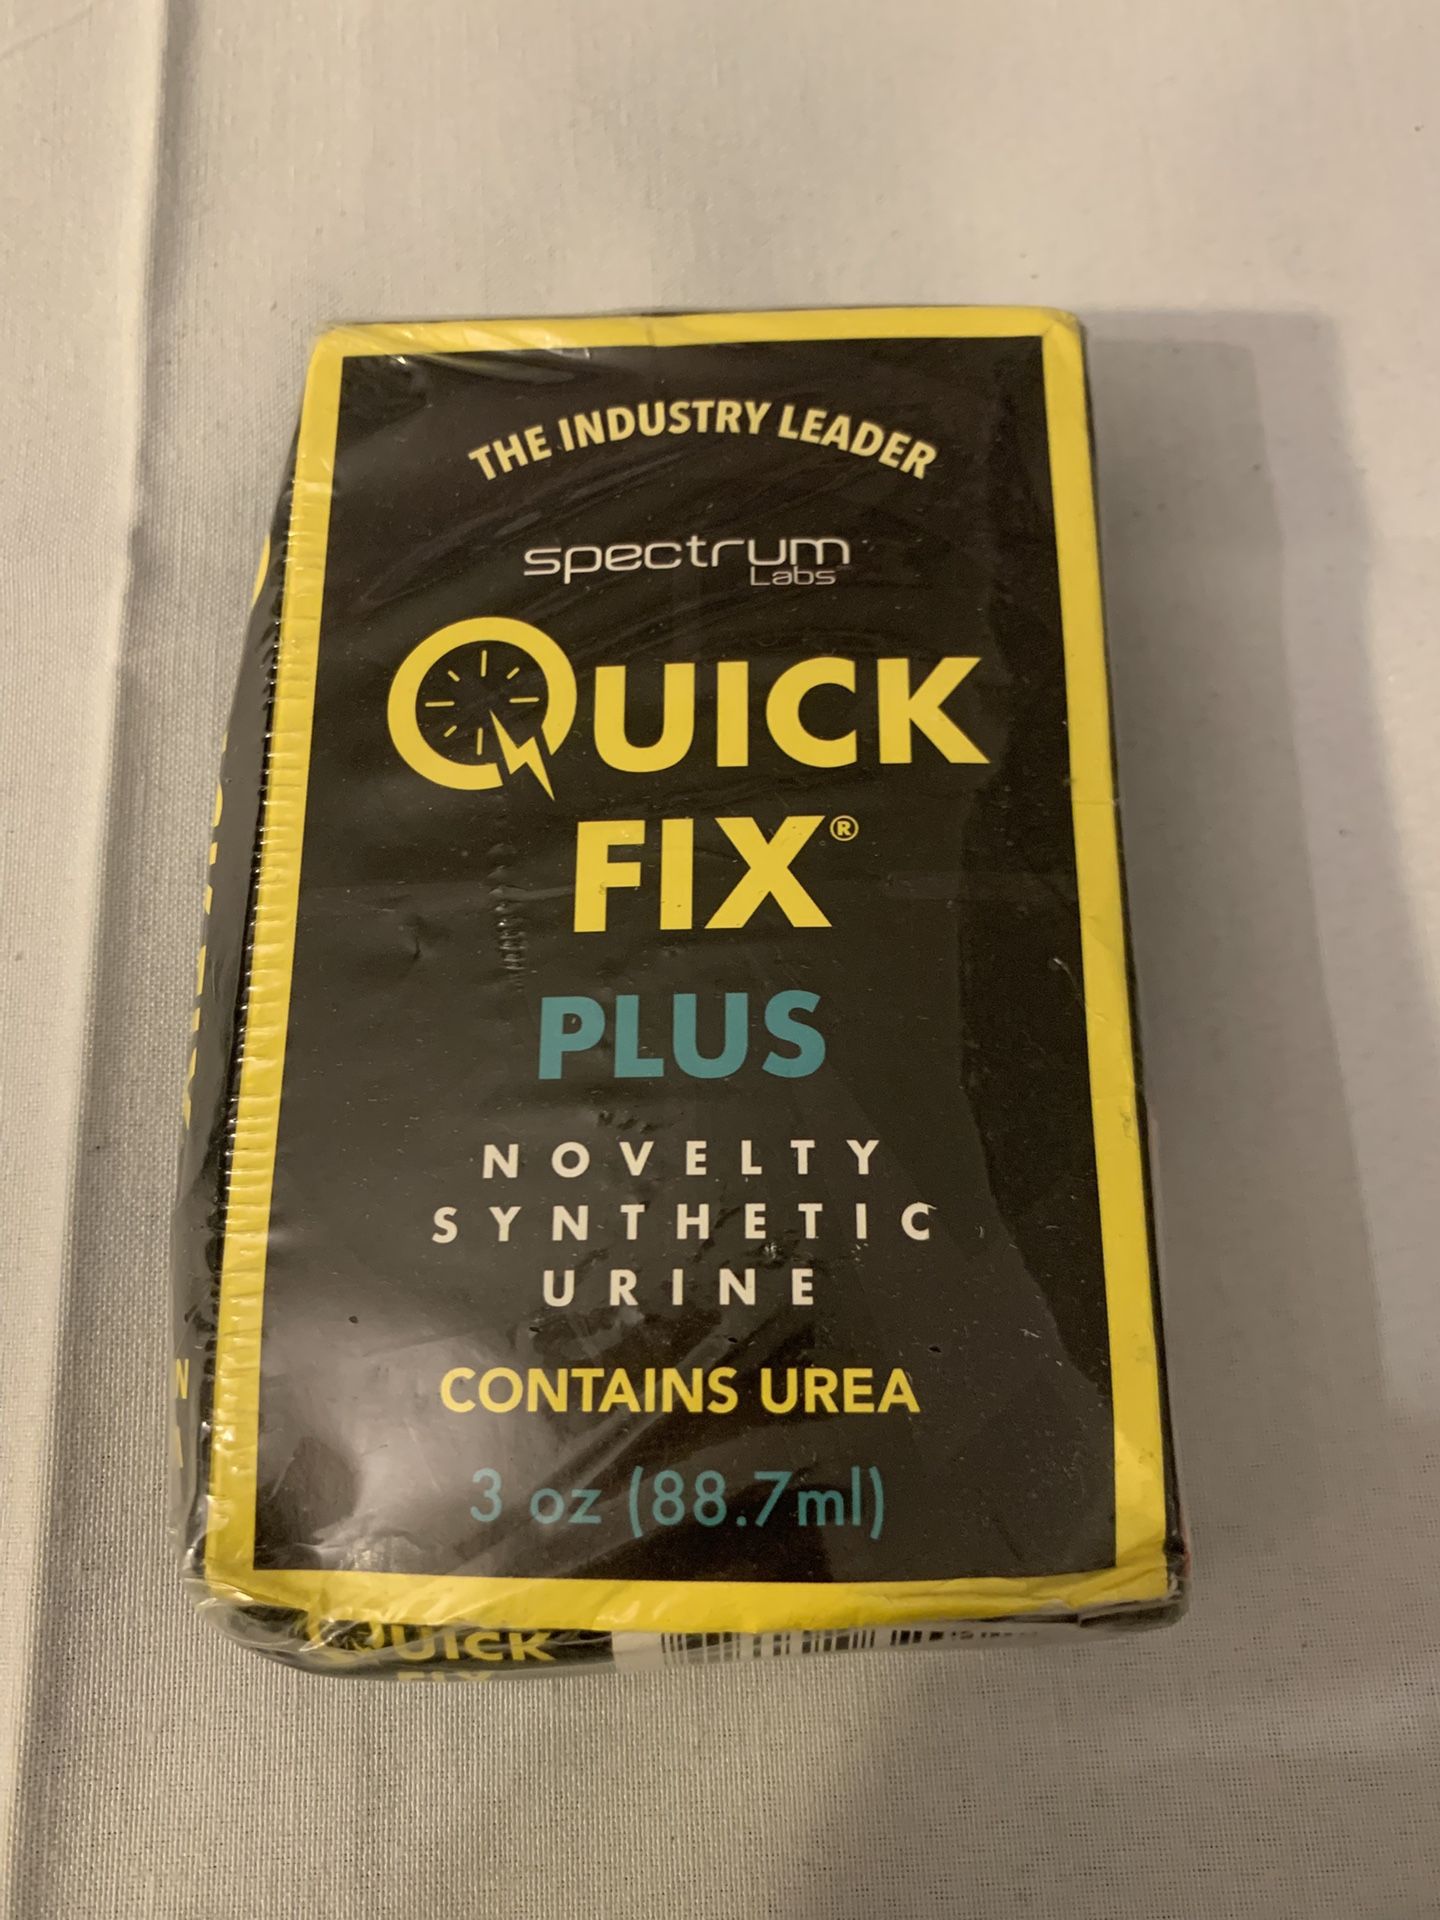 THE INDUSTRY LEADER
spectrum
Labs
QUICK
FIX®
PLUS
NOVELTY
SYNTHETIC
URINE
CONTAINS UREA
3 oz (88.7ml)
QUICK
FIX